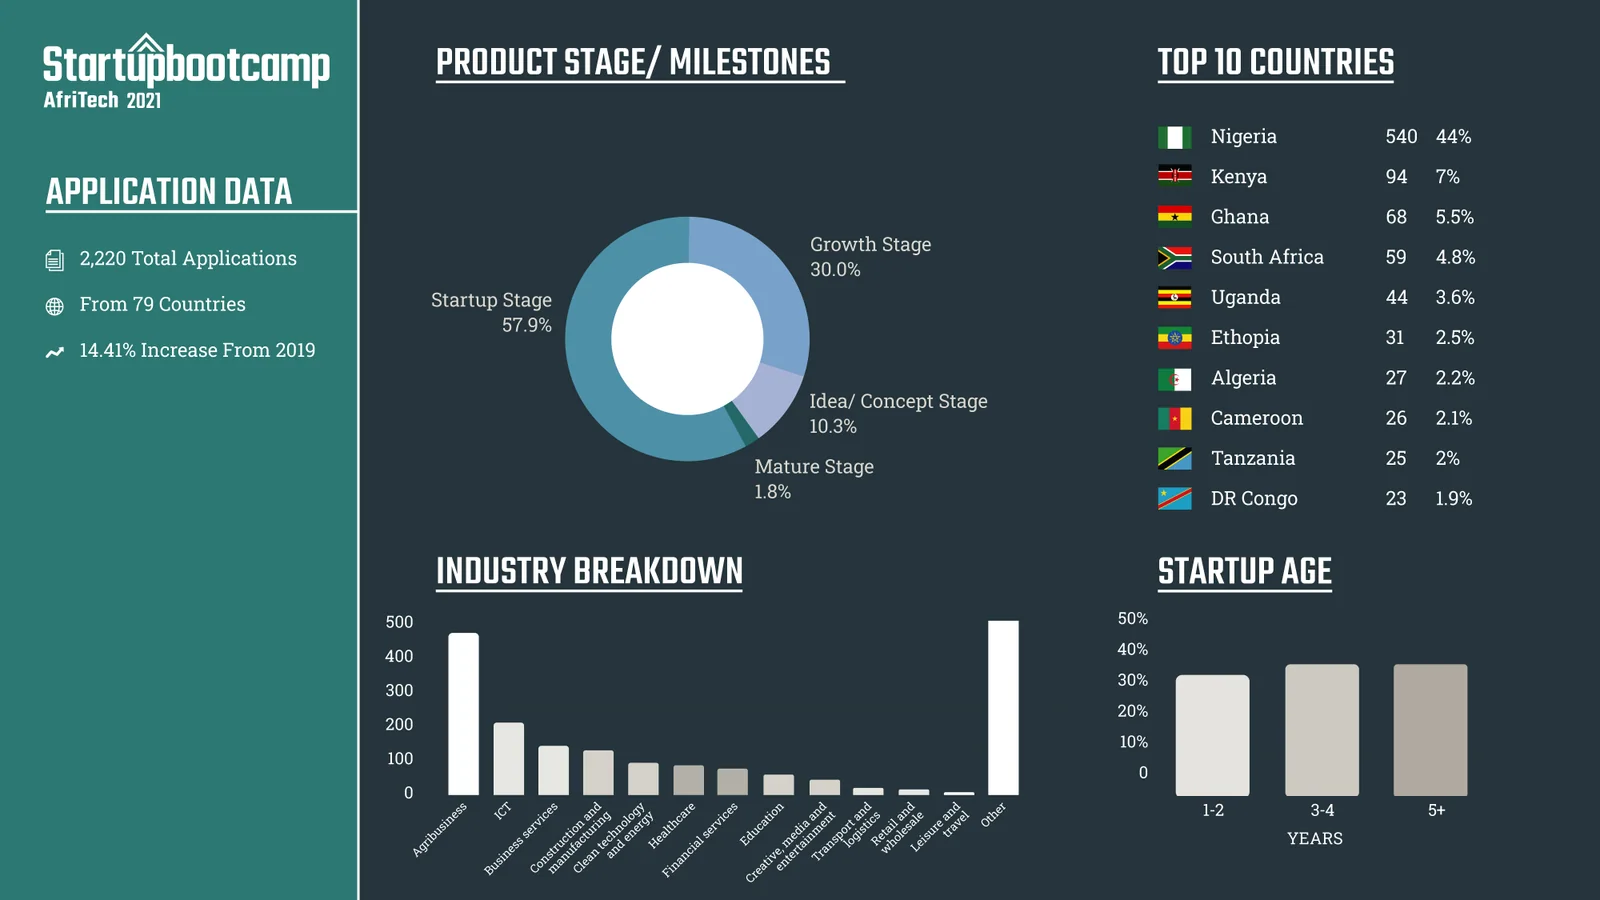 Startupbootcamp
AfriTech 2021
APPLICATION DATA
2,220 Total Applications
From 79 Countries
14.41% Increase From 2019
PRODUCT STAGE/ MILESTONES
Growth Stage
30.0%
Startup Stage
57.9%
Idea/ Concept Stage
10.3%
Mature Stage
1.8%
TOP 10 COUNTRIES
Nigeria 540 44%
Kenya 94 7%
Ghana 68 5.5%
South Africa 59 4.8%
Uganda 44 3.6%
Ethopia 31 2.5%
Algeria 27 2.2%
Cameroon 26 2.1%
Tanzania 25 2%
DR Congo 23 1.9%
INDUSTRY BREAKDOWN
500
400
300
200
100
0
Agribusiness
ICT
Business services
Construction and
manufacturing
Clean technology
and energy
Healthcare
Financial services
Education
Creative, media and
entertainment
Transport and
logistics
Retail and
wholesale
Leisure and
travel
Other
STARTUP AGE
50%
40%
30%
20%
10%
0
1-2
3-4
5+
YEARS